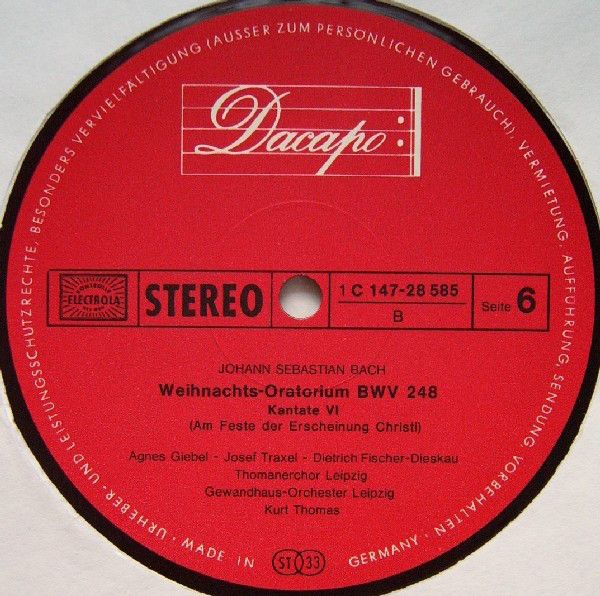 URHEBER- UND LEISTUNGSSCHUTZRECHTE, BESONDERS VERVIELFÄLTIGUNG (AUSSER ZUM PERSÖNLICHEN GEBRAUCH), VERMIETUNG, AUFFÜHRUNG, SENDUNG VORBEHALTEN.
Dacapo
ELECTROLA
STEREO
1 C 147-28 585
B
Seite 6
JOHANN SEBASTIAN BACH
Weihnachts-Oratorium BWV 248
Kantate VI
(Am Feste der Erscheinung Christi)
Agnes Giebel - Josef Traxel - Dietrich Fischer-Dieskau
Thomanerchor Leipzig
Gewandhaus-Orchester Leipzig
Kurt Thomas
ST 33
MADE IN GERMANY